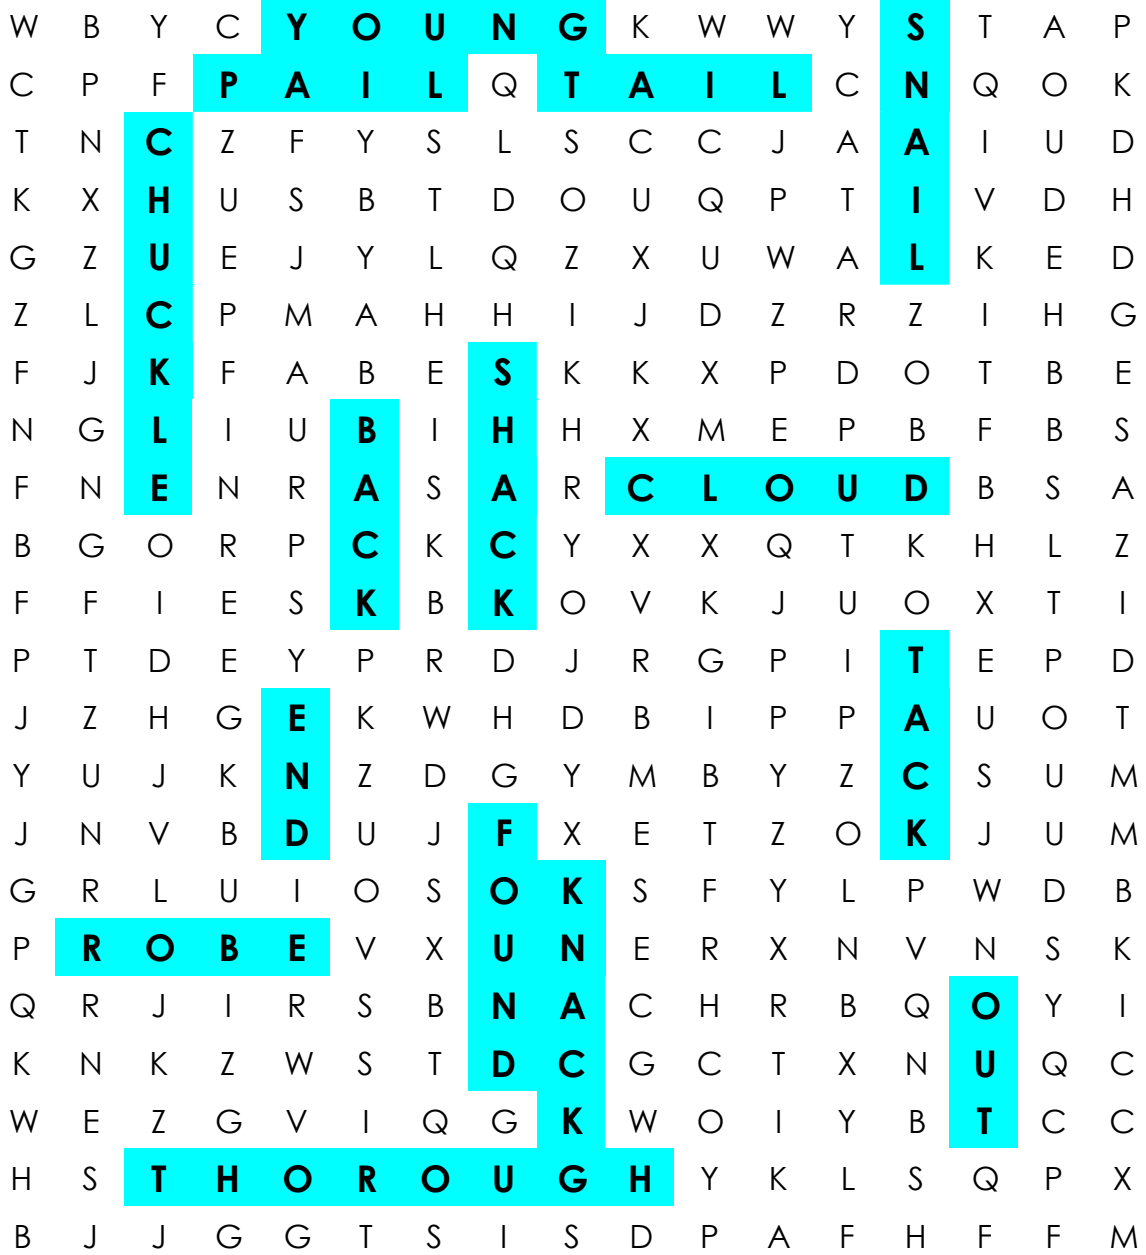 W B Y C Y O U N G K W W Y S T A P
C P F P A I L Q T A I L C N Q O K
T N C Z F Y S L S C C J A A I U D
K X H U S B T D O U Q P T I V D H
G Z U E J Y L Q Z X U W A L K E D
Z L C P M A H H I J D Z R Z I H G
F J K F A B E S K K X P D O T B E
N G L I U B I H H X M E P B F B S
F N E N R A S A R C L O U D B S A
B G O R P C K C Y X X Q T K H L Z
F F I E S K B K O V K J U O X T I
P T D E Y P R D J R G P I T E P D
J Z H G E K W H D B I P P A U O T
Y U J K N Z D G Y M B Y Z C S U M
J N V B D U J F X E T Z O K J U M
G R L U I O S O K S F Y L P W D B
P R O B E V X U N E R X N V N S K
Q R J I R S B N A C H R B Q O Y I
K N K Z W S T D C G C T X N U Q C
W E Z G V I Q G K W O I Y B T C C
H S T H O R O U G H Y K L S Q P X
B J J G G T S I S D P A F H F F M